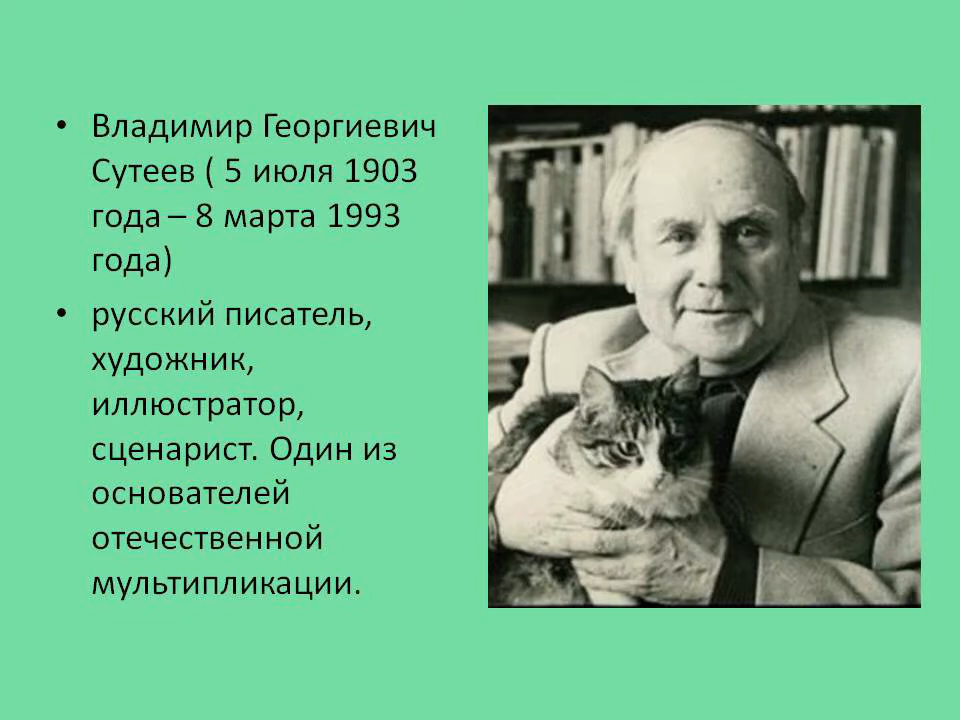 • Владимир Георгиевич
Сутеев ( 5 июля 1903
года – 8 марта 1993
года)
• русский писатель,
художник,
иллюстратор,
сценарист. Один из
основателей
отечественной
мультипликации.